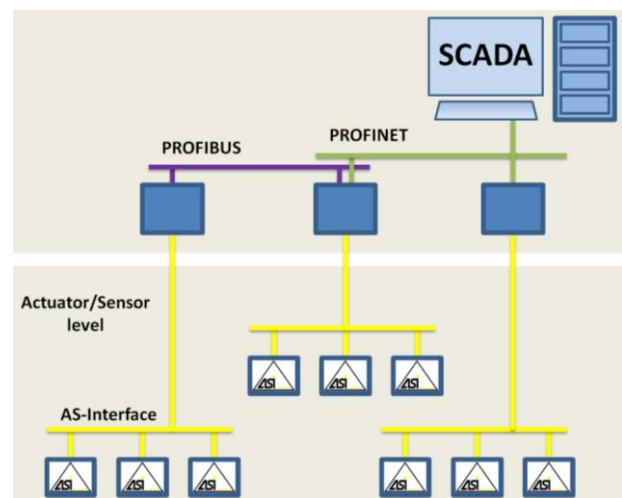 SCADA
PROFINET
PROFIBUS
Actuator/Sensor
level
ASI
ASI
ASI
AS-Interface
ASI
ASI
ASI
ASI
ASI
ASI